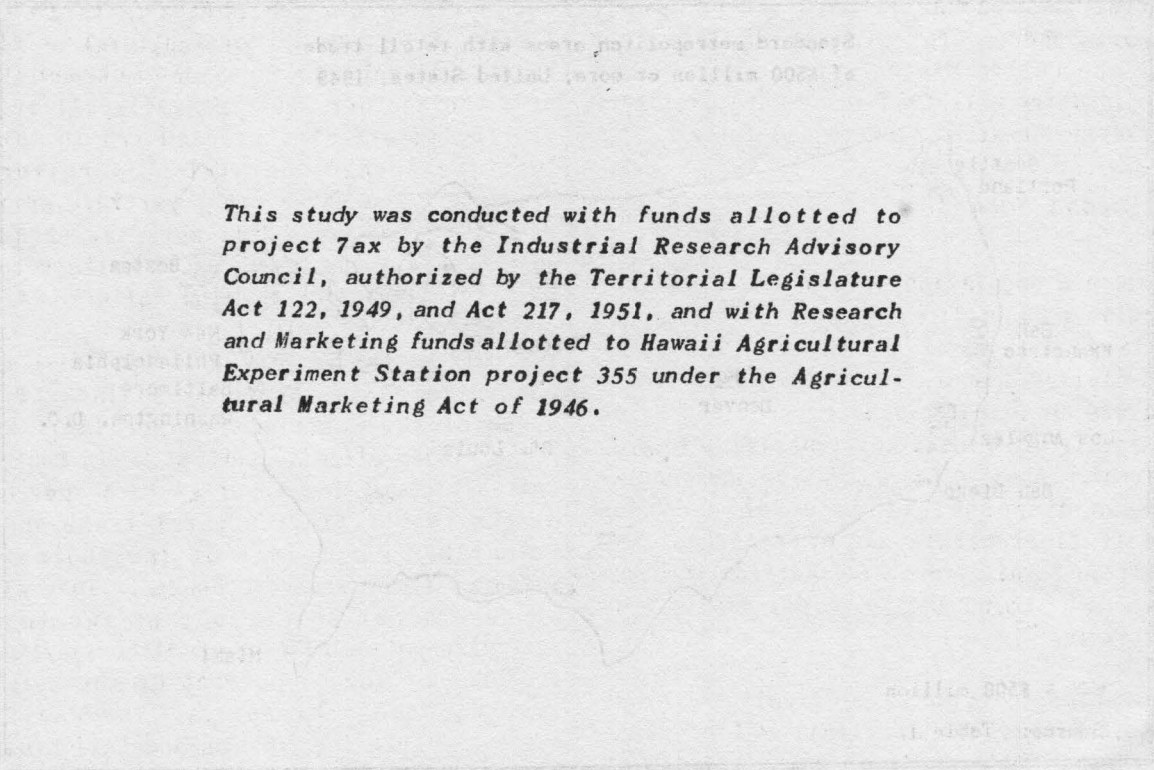 This study was conducted with funds allotted to
project 7ax by the Industrial Research Advisory
Council, authorized by the Territorial Legislature
Act 122, 1949, and Act 217, 1951, and with Research
and Marketing funds allotted to Hawaii Agricultural
Experiment Station project 355 under the Agricul-
tural Marketing Act of 1946.